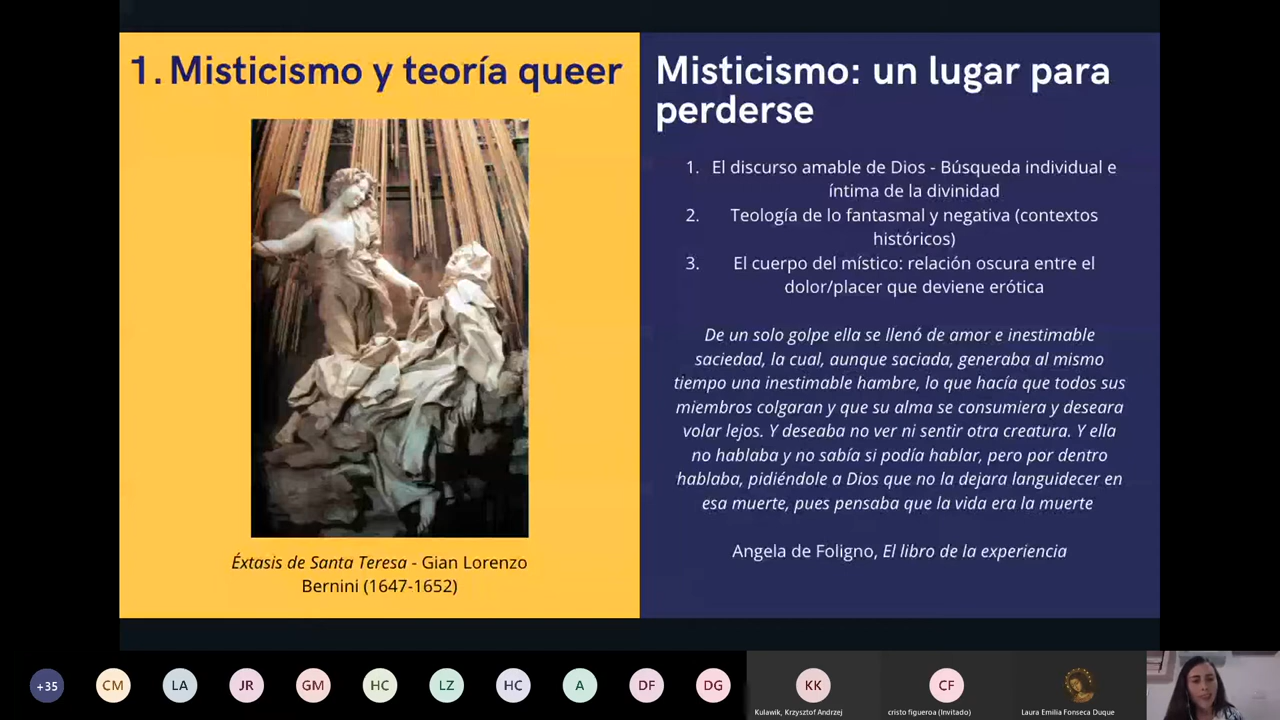 1. Misticismo y teoría queer
Éxtasis de Santa Teresa - Gian Lorenzo
Bernini (1647-1652)
Misticismo: un lugar para
perderse
1. El discurso amable de Dios - Búsqueda individual e
íntima de la divinidad
2. Teología de lo fantasmal y negativa (contextos
históricos)
3. El cuerpo del místico: relación oscura entre el
dolor/placer que deviene erótica
De un solo golpe ella se llenó de amor e inestimable
saciedad, la cual, aunque saciada, generaba al mismo
tiempo una inestimable hambre, lo que hacía que todos sus
miembros colgaran y que su alma se consumiera y deseara
volar lejos. Y deseaba no ver ni sentir otra creatura. Y ella
no hablaba y no sabía si podía hablar, pero por dentro
hablaba, pidiéndole a Dios que no la dejara languidecer en
esa muerte, pues pensaba que la vida era la muerte
Angela de Foligno, El libro de la experiencia
+35
CM
LA
JR
GM
HC
LZ
HC
A
DF
DG
KK
Kulawik, Krzysztof Andrzej
CF
cristo figueroa (Invitado)
Laura Emilia Fonseca Duque